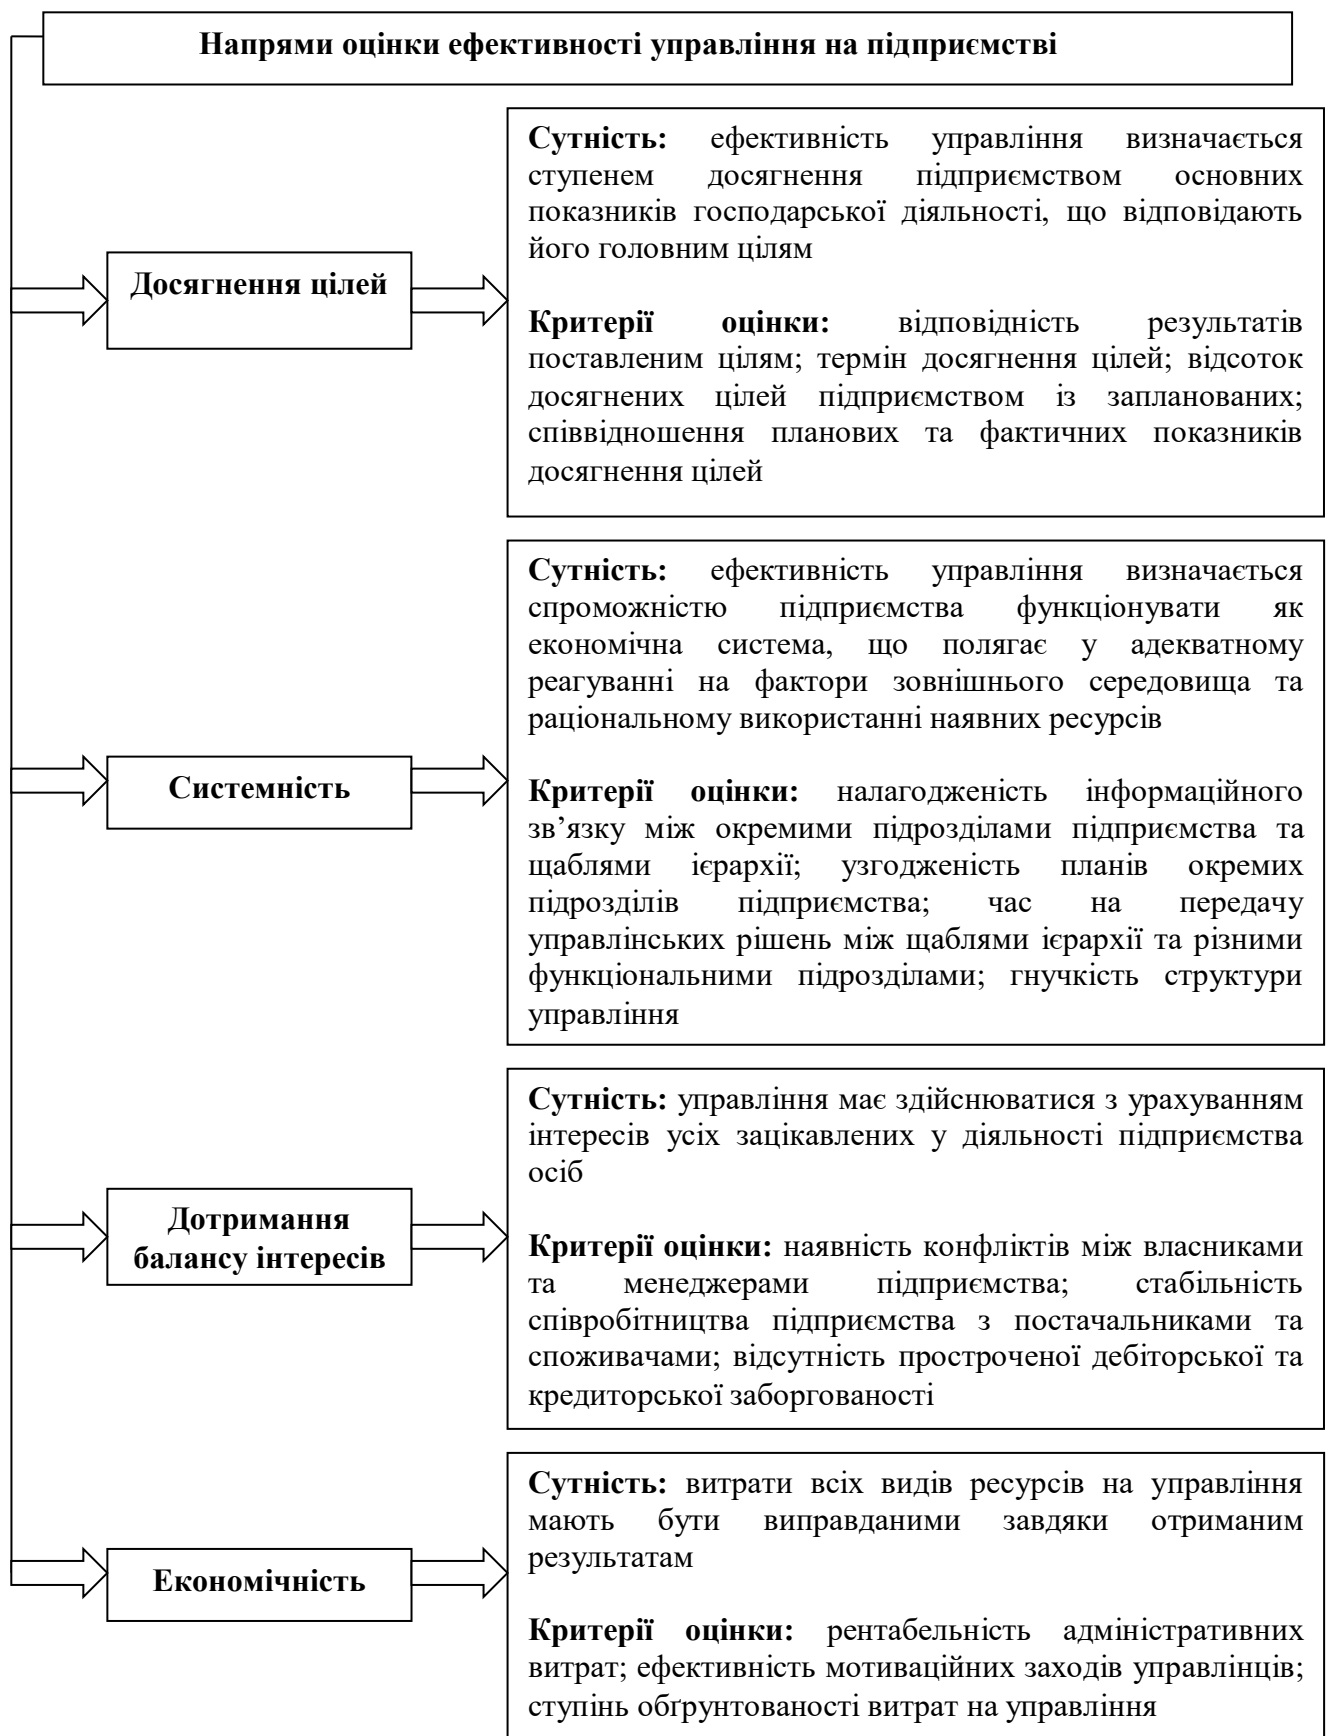 Напрями оцінки ефективності управління на підприємстві
Сутність: ефективність управління визначається
ступенем досягнення підприємством основних
показників господарської діяльності, що відповідають
його головним цілям
Досягнення цілей
Критерії оцінки: відповідність результатів
поставленим цілям; термін досягнення цілей; відсоток
досягнених цілей підприємством із запланованих;
співвідношення планових та фактичних показників
досягнення цілей
Сутність: ефективність управління визначається
спроможністю підприємства функціонувати як
економічна система, що полягає у адекватному
реагуванні на фактори зовнішнього середовища та
раціональному використанні наявних ресурсів
Системність
Критерії оцінки: налагодженість інформаційного
зв’язку між окремими підрозділами підприємства та
щаблями ієрархії; узгодженість планів окремих
підрозділів підприємства; час на передачу
управлінських рішень між щаблями ієрархії та різними
функціональними підрозділами; гнучкість структури
управління
Сутність: управління має здійснюватися з урахуванням
інтересів усіх зацікавлених у діяльності підприємства
осіб
Дотримання
балансу інтересів
Критерії оцінки: наявність конфліктів між власниками
та менеджерами підприємства; стабільність
співробітництва підприємства з постачальниками та
споживачами; відсутність простроченої дебіторської та
кредиторської заборгованості
Сутність: витрати всіх видів ресурсів на управління
мають бути виправданими завдяки отриманим
результатам
Економічність
Критерії оцінки: рентабельність адміністративних
витрат; ефективність мотиваційних заходів управлінців;
ступінь обґрунтованості витрат на управління